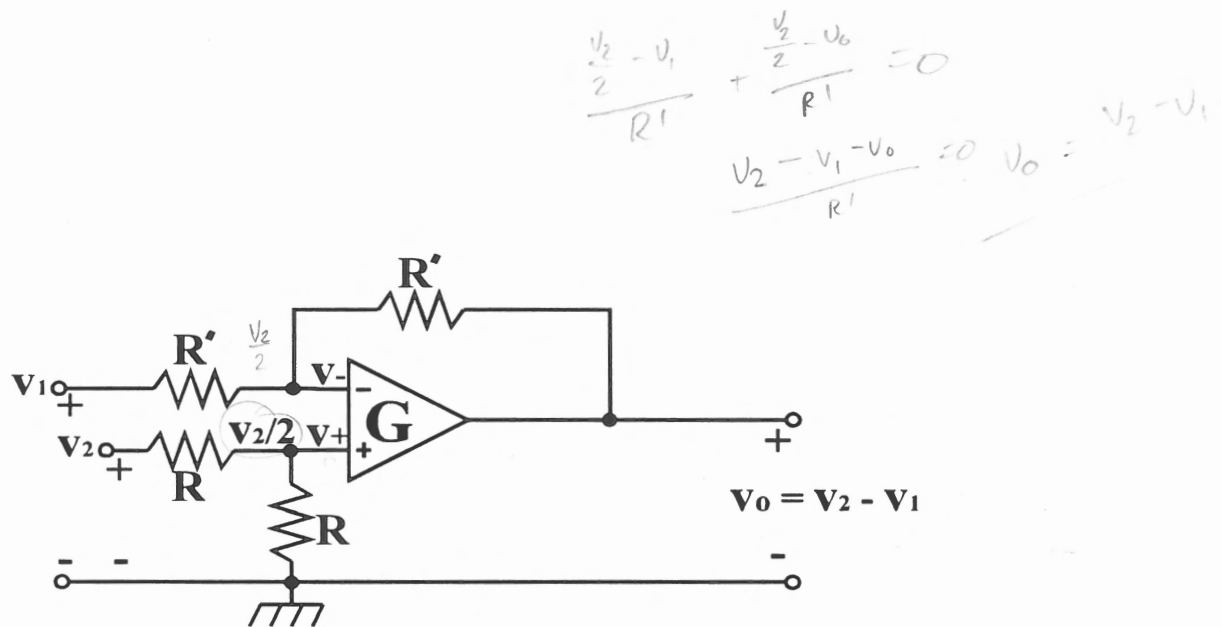 V2/2 - V1 / R' + V2/2 - V0 / R' = 0
V2 - V1 - V0 / R' = 0 V0 = V2 - V1
R'
R' V2/2
v1 v- -
+ G
v2 v2/2 v+ +
+ R +
R vo = v2 - v1
- - -